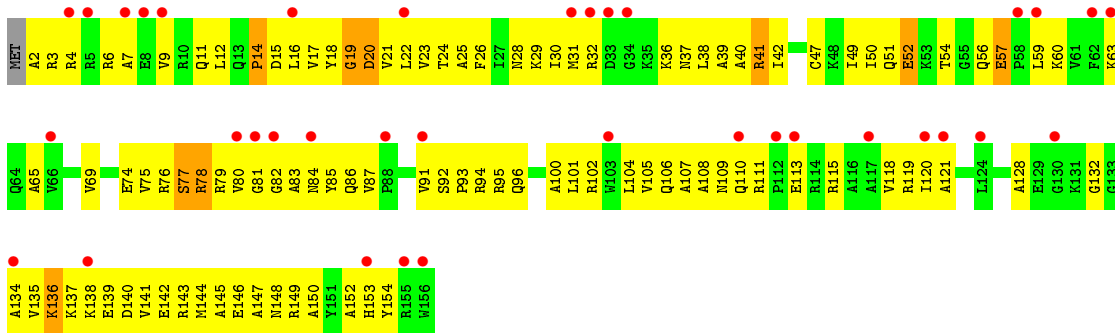 MET A2 R3 R4 R5 R6 A7 E8 V9 R10 Q11 L12 Q13 P14 D15 L16 V17 Y18 G19 D20 V21 L22 V23 T24 A25 F26 I27 N28 K29 I30 M31 R32 D33 G34 K35 K36 N37 L38 A39 A40 R41 I42 C47 K48 I49 I50 Q51 E52 K53 T54 G55 Q56 E57 P58 L59 K60 V61 F62 K63
Q64 A65 V66 V69 E74 V75 R76 S77 R78 R79 V80 G81 G82 A83 N84 Y85 Q86 V87 P88 V91 S92 P93 R94 R95 Q96 A100 L101 R102 W103 L104 V105 Q106 A107 A108 N109 Q110 R111 P112 E113 R114 R115 A116 A117 V118 R119 I120 A121 L124 A128 E129 G130 K131 G132 G133
A134 V135 K136 K137 K138 E139 D140 V141 E142 R143 M144 A145 E146 A147 N148 R149 A150 Y151 A152 H153 Y154 R155 W156